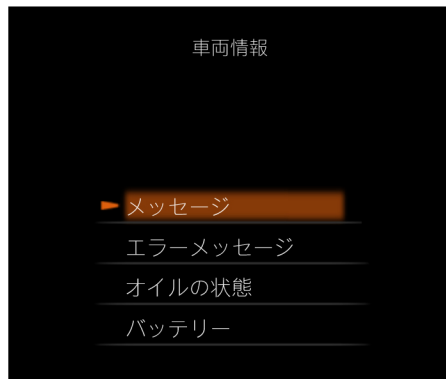 車両情報
メッセージ
エラーメッセージ
オイルの状態
バッテリー